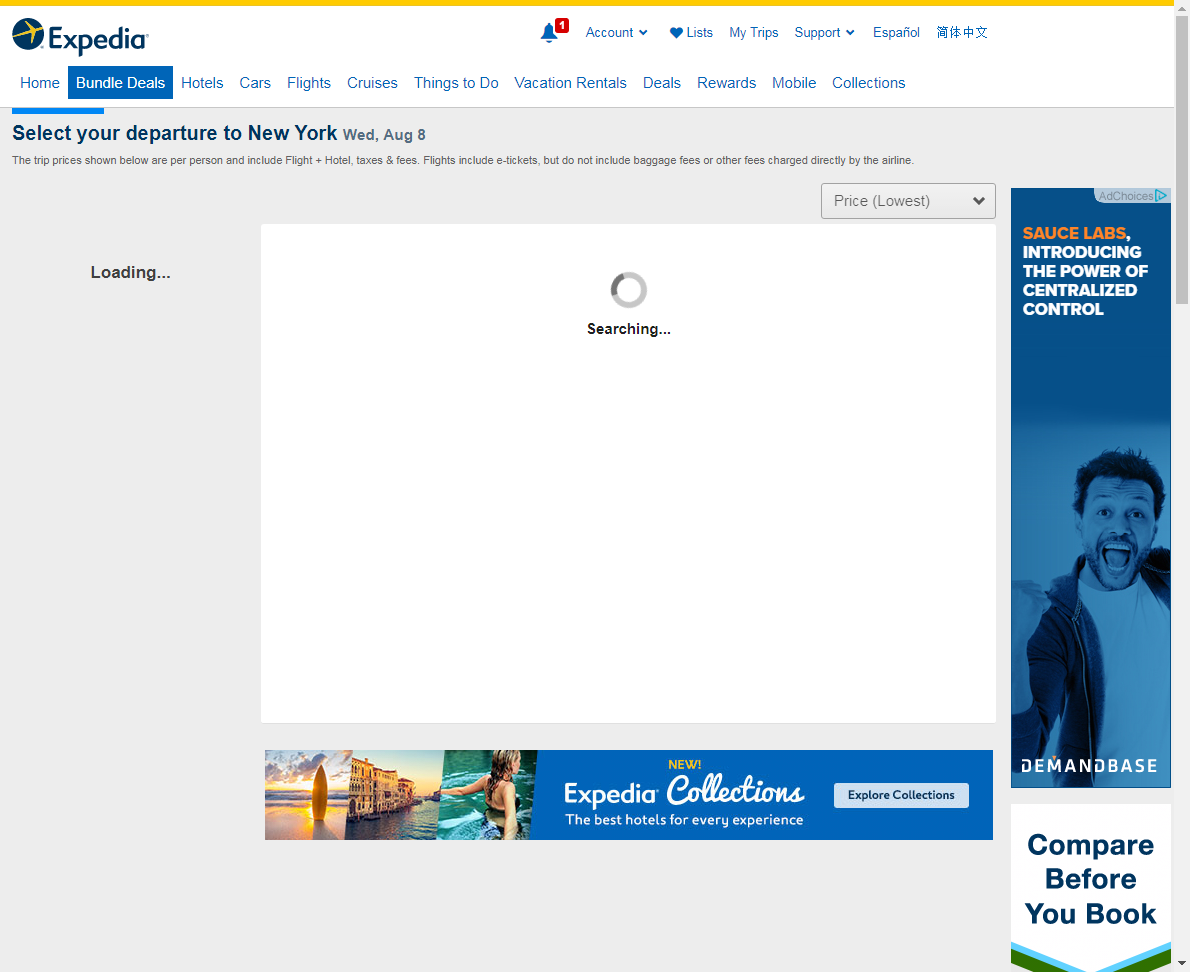 Expedia
1
Account
Lists
My Trips
Support
Español
简体中文
Home
Bundle Deals
Hotels
Cars
Flights
Cruises
Things to Do
Vacation Rentals
Deals
Rewards
Mobile
Collections
Select your departure to New York Wed, Aug 8
The trip prices shown below are per person and include Flight + Hotel, taxes & fees. Flights include e-tickets, but do not include baggage fees or other fees charged directly by the airline.
Price (Lowest)
Loading...
Searching...
AdChoices
SAUCE LABS,
INTRODUCING
THE POWER OF
CENTRALIZED
CONTROL
DEMANDBASE
NEW!
Expedia Collections
The best hotels for every experience
Explore Collections
Compare
Before
You Book